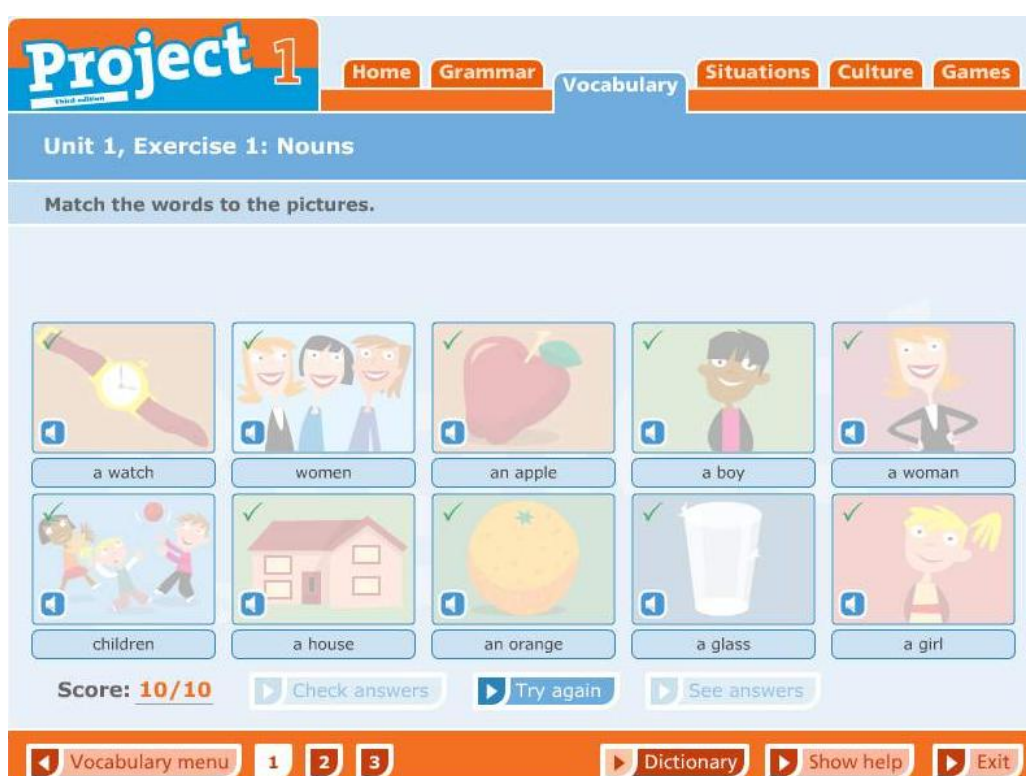 Project 1
Third edition
Home Grammar Vocabulary Situations Culture Games
Unit 1, Exercise 1: Nouns
Match the words to the pictures.
a watch women an apple a boy a woman
children a house an orange a glass a girl
Score: 10/10 Check answers Try again See answers
Vocabulary menu 1 2 3 Dictionary Show help Exit